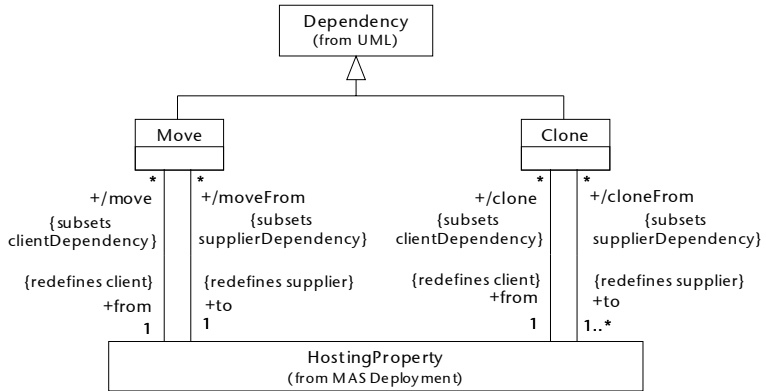 Dependency
(from UML)
Move
Clone
* *
+/move +/moveFrom
{subsets {subsets
clientDependency} supplierDependency}
{redefines client} {redefines supplier}
+from +to
1 1
* *
+/clone +/cloneFrom
{subsets {subsets
clientDependency} supplierDependency}
{redefines client} {redefines supplier}
+from +to
1 1..*
HostingProperty
(from MAS Deployment)